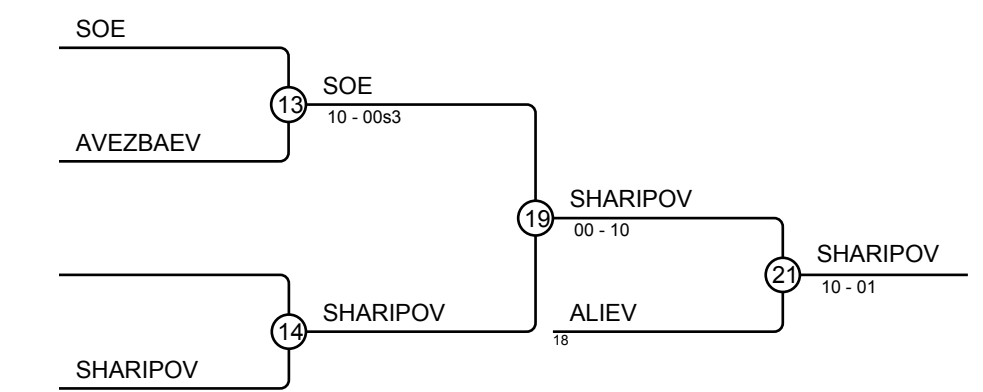 SOE
SOE
13
10 - 00s3
AVEZBAEV
SHARIPOV
19
00 - 10
SHARIPOV
21
10 - 01
SHARIPOV
14
ALIEV
18
SHARIPOV